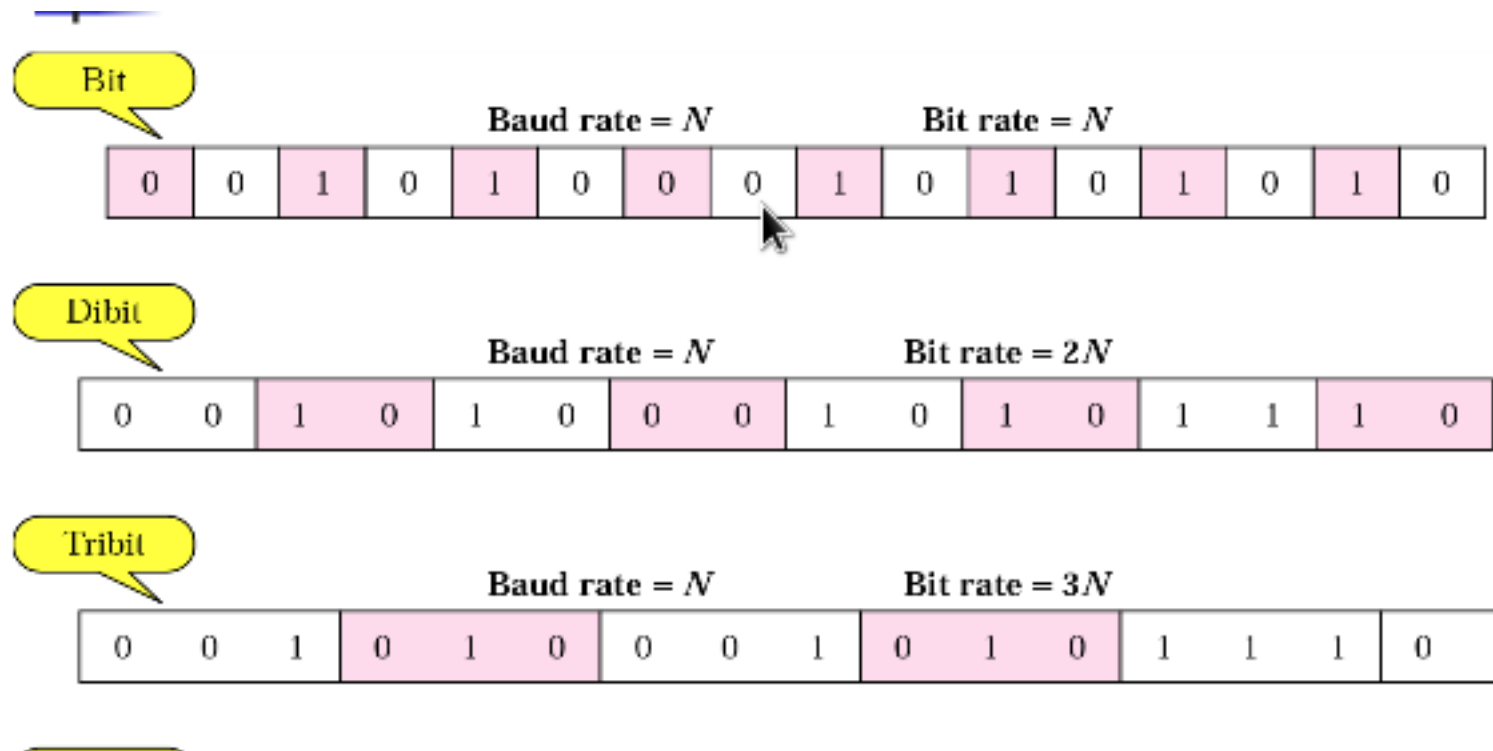 Bit
Baud rate = N Bit rate = N
0 0 1 0 1 0 0 0 1 0 1 0 1 0 1 0
Dibit
Baud rate = N Bit rate = 2N
0 0 1 0 1 0 0 0 1 0 1 0 1 1 1 0
Tribit
Baud rate = N Bit rate = 3N
0 0 1 0 1 0 0 0 1 0 1 0 1 1 1 0